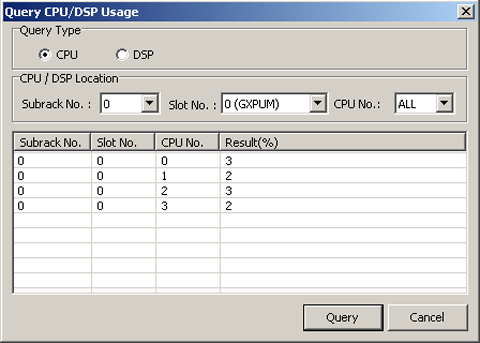 Query CPU/DSP Usage
Query Type
CPU DSP
CPU / DSP Location
Subrack No. : 0 Slot No. : 0 (GXPUM) CPU No.: ALL
Subrack No. Slot No. CPU No. Result(%)
0 0 0 3
0 0 1 2
0 0 2 3
0 0 3 2
Query Cancel